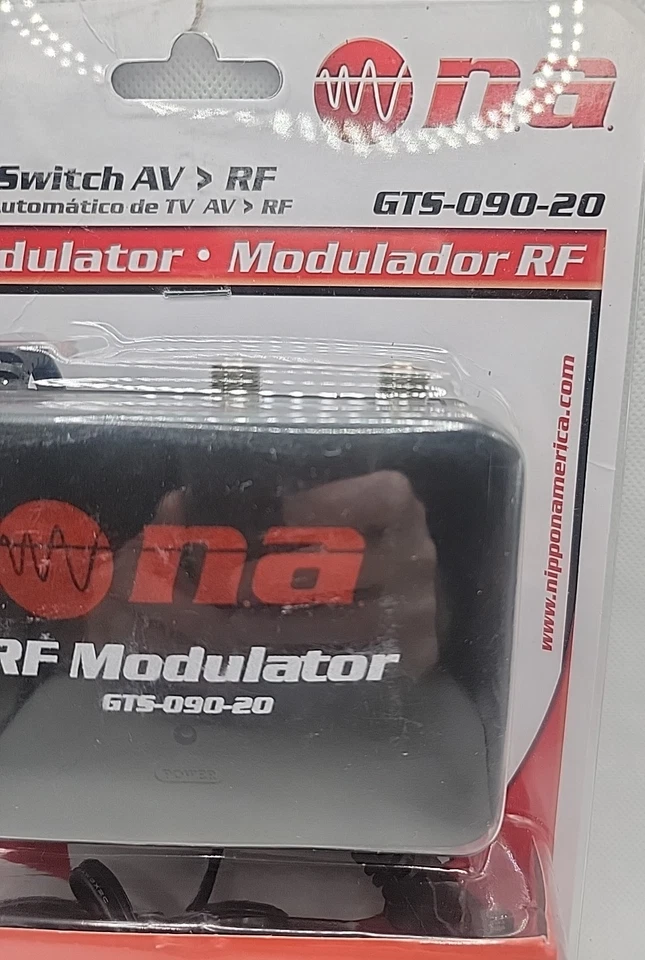 n.a.
Switch AV > RF
utomático de TV AV > RF
GTS-090-20
dulator • Modulador RF
www.nipponamerica.com
na
RF Modulator
GTS-090-20
POWER